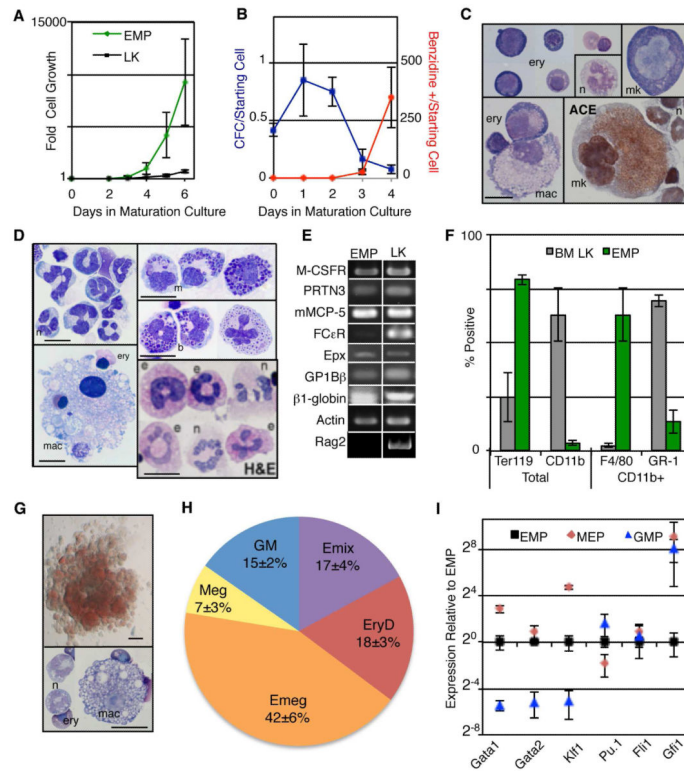 A
15000
EMP
LK
Fold Cell Growth
1
0 2 4 6
Days in Maturation Culture
B
CFC/Starting Cell
1
0.5
0
500
250
0
Benzidine +/Starting Cell
0 1 2 3 4
Days in Maturation Culture
C
ery
n
mk
ery
mac
ACE
n
mk
D
n
m
b
ery
mac
e e n
e n e
H&E
E
EMP LK
M-CSFR
PRTN3
mMCP-5
FCεR
Epx
GP1Bβ
β1-globin
Actin
Rag2
F
% Positive
100
0
BM LK EMP
Ter119 CD11b F4/80 GR-1
Total CD11b+
G
n
ery
mac
H
GM
15±2%
Emix
17±4%
Meg
7±3%
EryD
18±3%
Emeg
42±6%
I
EMP MEP GMP
Expression Relative to EMP
2^8
2^4
2^0
2^-4
2^-8
Gata1 Gata2 Klf1 Pu.1 Fli1 Gfi1